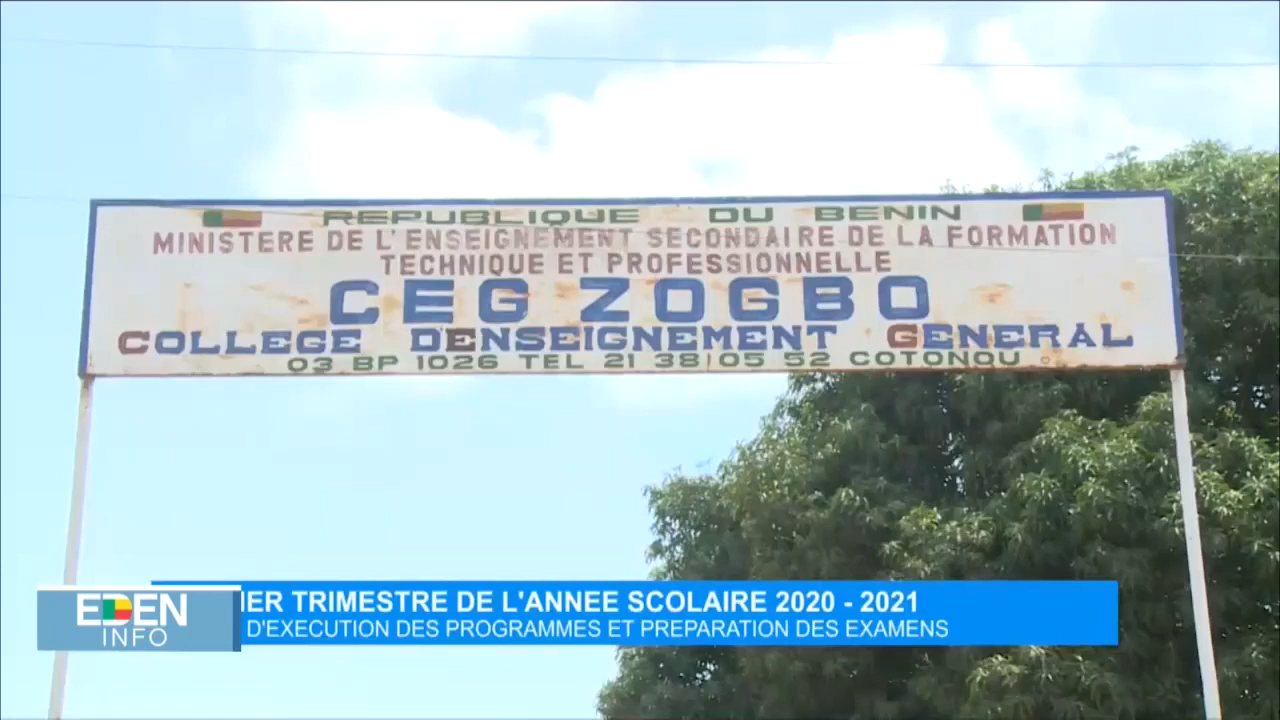 REPUBLIQUE DU BENIN
MINISTERE DE L'ENSEIGNEMENT SECONDAIRE DE LA FORMATION
TECHNIQUE ET PROFESSIONNELLE
CEG ZOGBO
COLLEGE D'ENSEIGNEMENT GENERAL
03 BP 1026 TEL 21 38 05 52 COTONOU
TRIMESTRE DE L'ANNEE SCOLAIRE 2020 - 2021
D'EXECUTION DES PROGRAMMES ET PREPARATION DES EXAMENS
EDEN
INFO